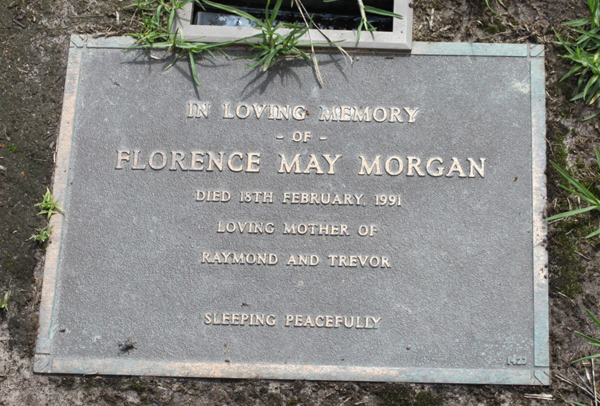 IN LOVING MEMORY
- OF -
FLORENCE MAY MORGAN
DIED 18TH FEBRUARY, 1991
LOVING MOTHER OF
RAYMOND AND TREVOR
SLEEPING PEACEFULLY